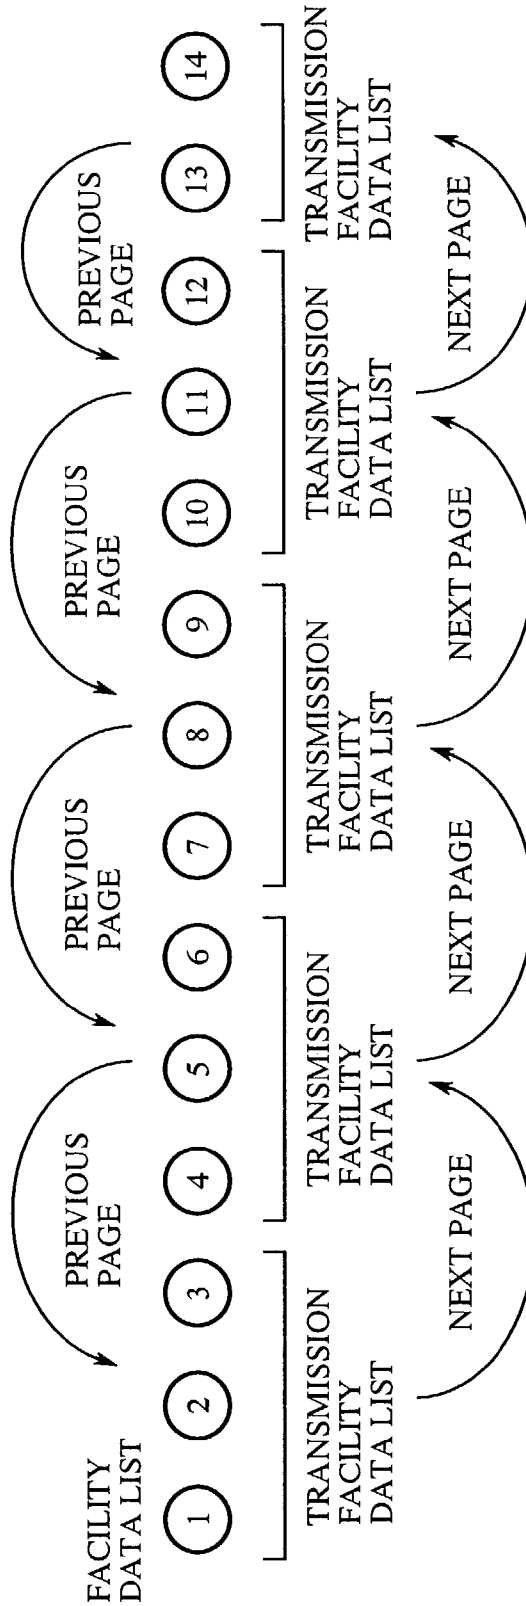 FACILITY
DATA LIST
PREVIOUS
PAGE
PREVIOUS
PAGE
PREVIOUS
PAGE
PREVIOUS
PAGE
1
2
3
4
5
6
7
8
9
10
11
12
13
14
TRANSMISSION
FACILITY
DATA LIST
TRANSMISSION
FACILITY
DATA LIST
TRANSMISSION
FACILITY
DATA LIST
TRANSMISSION
FACILITY
DATA LIST
TRANSMISSION
FACILITY
DATA LIST
NEXT PAGE
NEXT PAGE
NEXT PAGE
NEXT PAGE